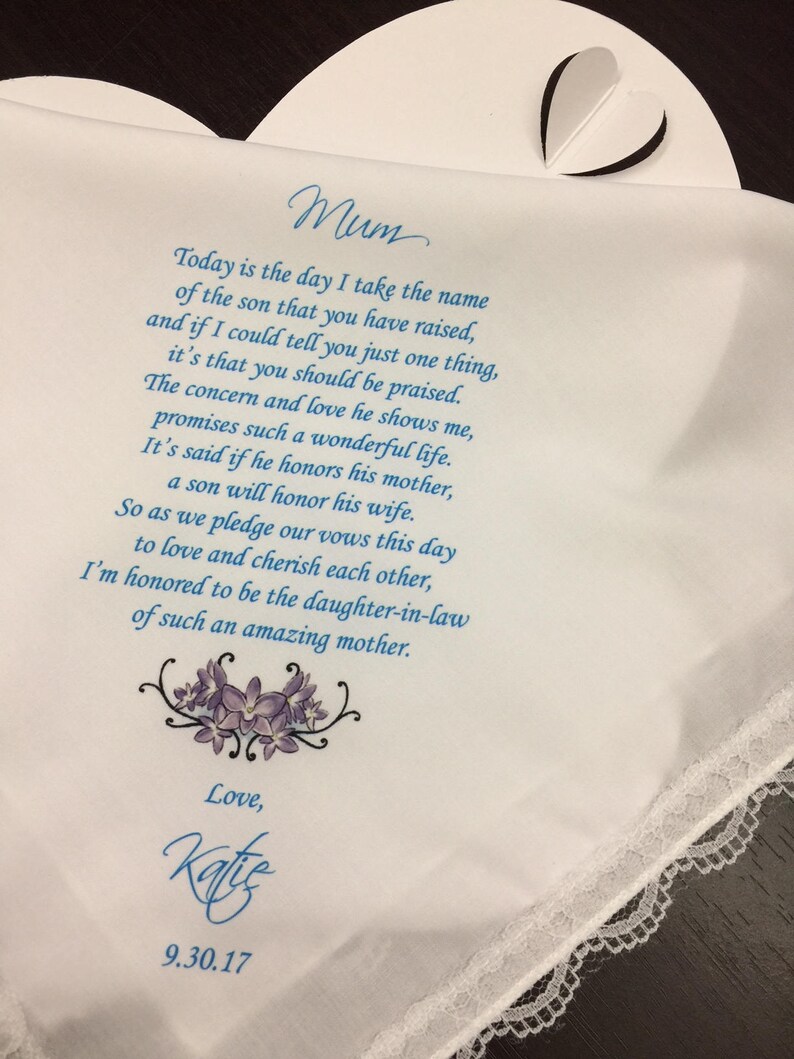 Mum
Today is the day I take the name
of the son that you have raised,
and if I could tell you just one thing,
it's that you should be praised.
The concern and love he shows me,
promises such a wonderful life.
It's said if he honors his mother,
a son will honor his wife.
So as we pledge our vows this day
to love and cherish each other,
I'm honored to be the daughter-in-law
of such an amazing mother.
Love,
Katie
9.30.17